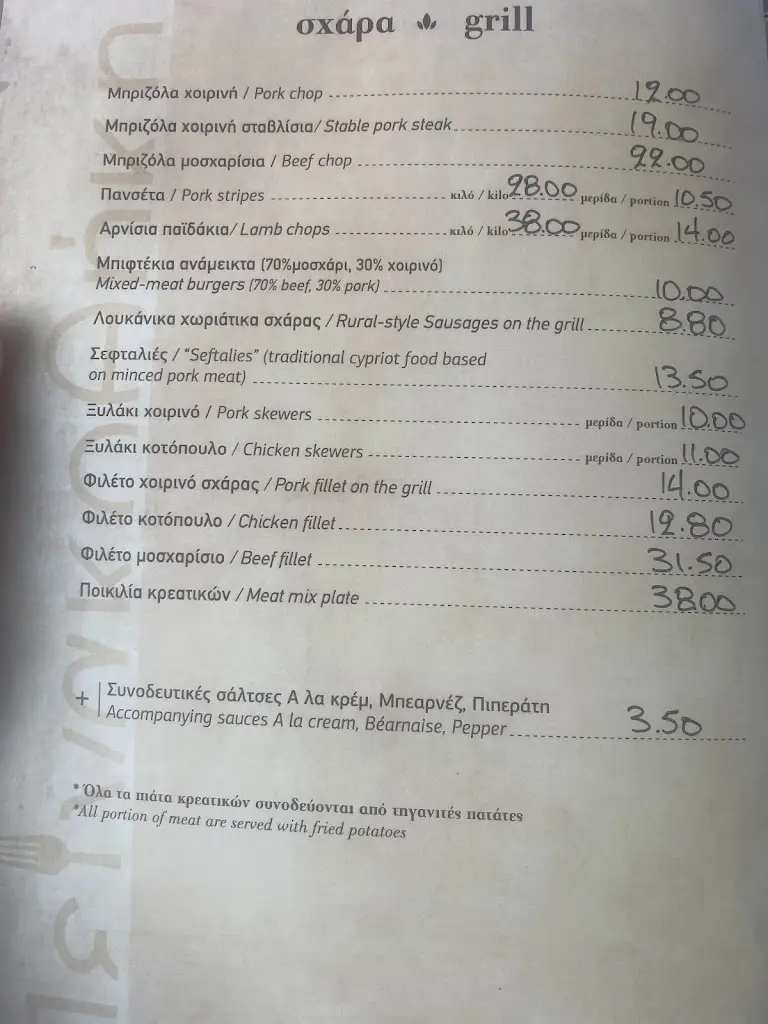 σχάρα grill
Μπριζόλα χοιρινή / Pork chop 12.00
Μπριζόλα χοιρινή σταβλίσια/ Stable pork steak 19.00
Μπριζόλα μοσχαρίσια / Beef chop 22.00
Πανσέτα / Pork stripes κιλό / kilo 28.00 μερίδα / portion 10.50
Αρνίσια παϊδάκια/ Lamb chops κιλό / kilo 38.00 μερίδα / portion 14.00
Μπιφτέκια ανάμεικτα (70%μοσχάρι, 30% χοιρινό)
Mixed-meat burgers (70% beef, 30% pork) 10.00
Λουκάνικα χωριάτικα σχάρας / Rural-style Sausages on the grill 8.80
Σεφταλιές / "Seftalies" (traditional cypriot food based
on minced pork meat) 13.50
Ξυλάκι χοιρινό / Pork skewers μερίδα / portion 10.00
Ξυλάκι κοτόπουλο / Chicken skewers μερίδα / portion 11.00
Φιλέτο χοιρινό σχάρας / Pork fillet on the grill 14.00
Φιλέτο κοτόπουλο / Chicken fillet 12.80
Φιλέτο μοσχαρίσιο / Beef fillet 31.50
Ποικιλία κρεατικών / Meat mix plate 38.00
+ Συνοδευτικές σάλτσες Α λα κρέμ, Μπεαρνέζ, Πιπεράτη
Accompanying sauces A la cream, Béarnaise, Pepper 3.50
*Όλα τα πιάτα κρεατικών συνοδεύονται από τηγανιτές πατάτες
*All portion of meat are served with fried potatoes